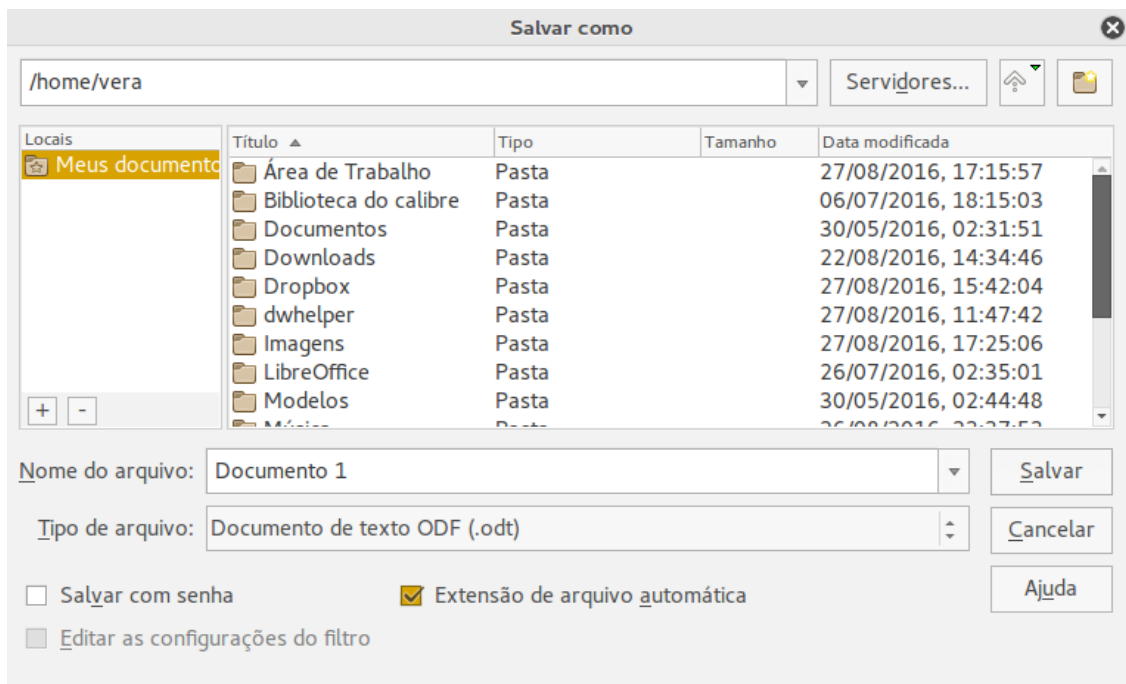 Salvar como
/home/vera
Servidores...
Locais
Meus documento
Título Tipo Tamanho Data modificada
Área de Trabalho Pasta 27/08/2016, 17:15:57
Biblioteca do calibre Pasta 06/07/2016, 18:15:03
Documentos Pasta 30/05/2016, 02:31:51
Downloads Pasta 22/08/2016, 14:34:46
Dropbox Pasta 27/08/2016, 15:42:04
dwhelper Pasta 27/08/2016, 11:47:42
Imagens Pasta 27/08/2016, 17:25:06
LibreOffice Pasta 26/07/2016, 02:35:01
Modelos Pasta 30/05/2016, 02:44:48
+ -
Nome do arquivo: Documento 1 Salvar
Tipo de arquivo: Documento de texto ODF (.odt) Cancelar
Salvar com senha Extensão de arquivo automática Ajuda
Editar as configurações do filtro